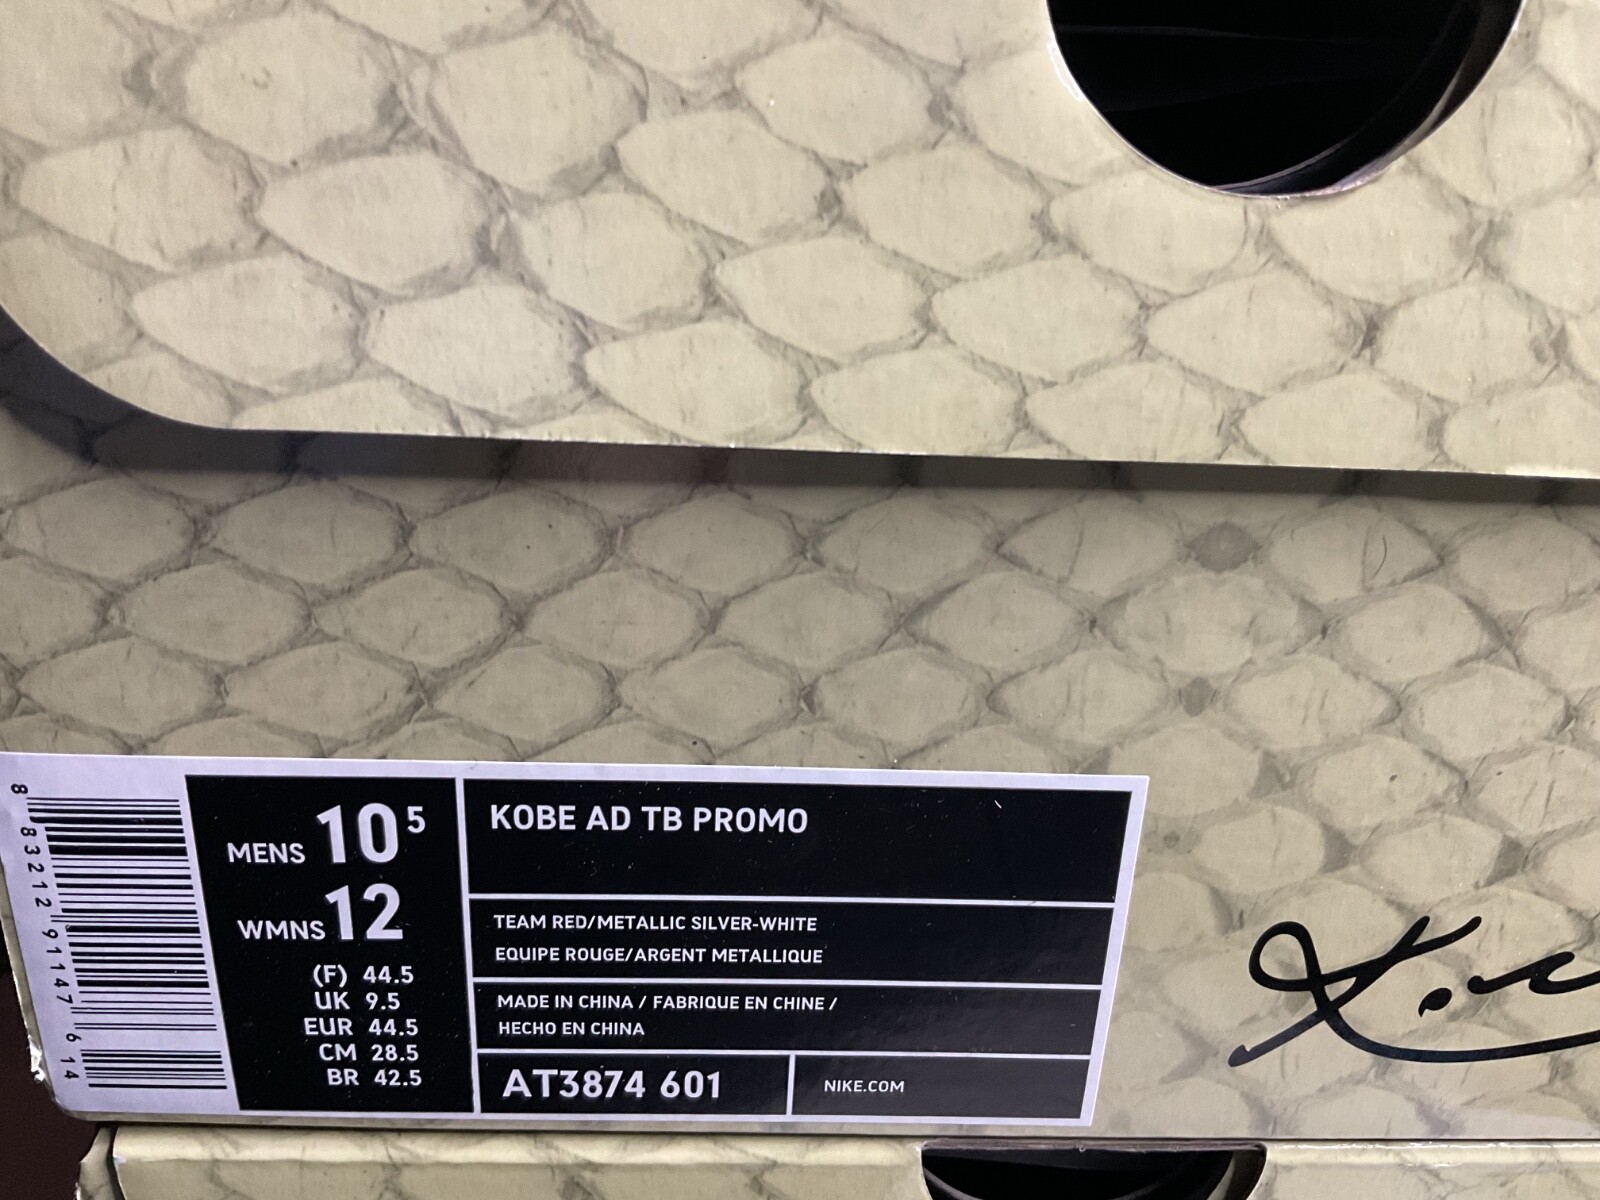 8 83212 91147 6 14
MENS 10 5
WMNS 12
(F) 44.5
UK 9.5
EUR 44.5
CM 28.5
BR 42.5
KOBE AD TB PROMO
TEAM RED/METALLIC SILVER-WHITE
EQUIPE ROUGE/ARGENT METALLIQUE
MADE IN CHINA / FABRIQUE EN CHINE /
HECHO EN CHINA
AT3874 601
NIKE.COM